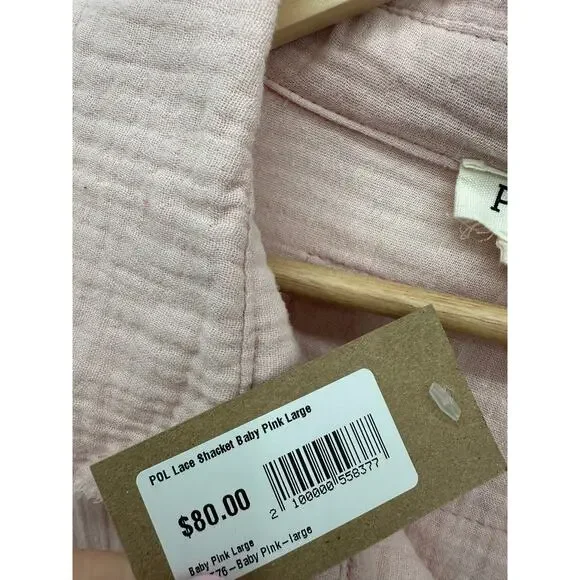 POL Lace Shacket Baby Pink Large
2 100000 558377
$80.00
Baby Pink Large
76-Baby Pink-large
P